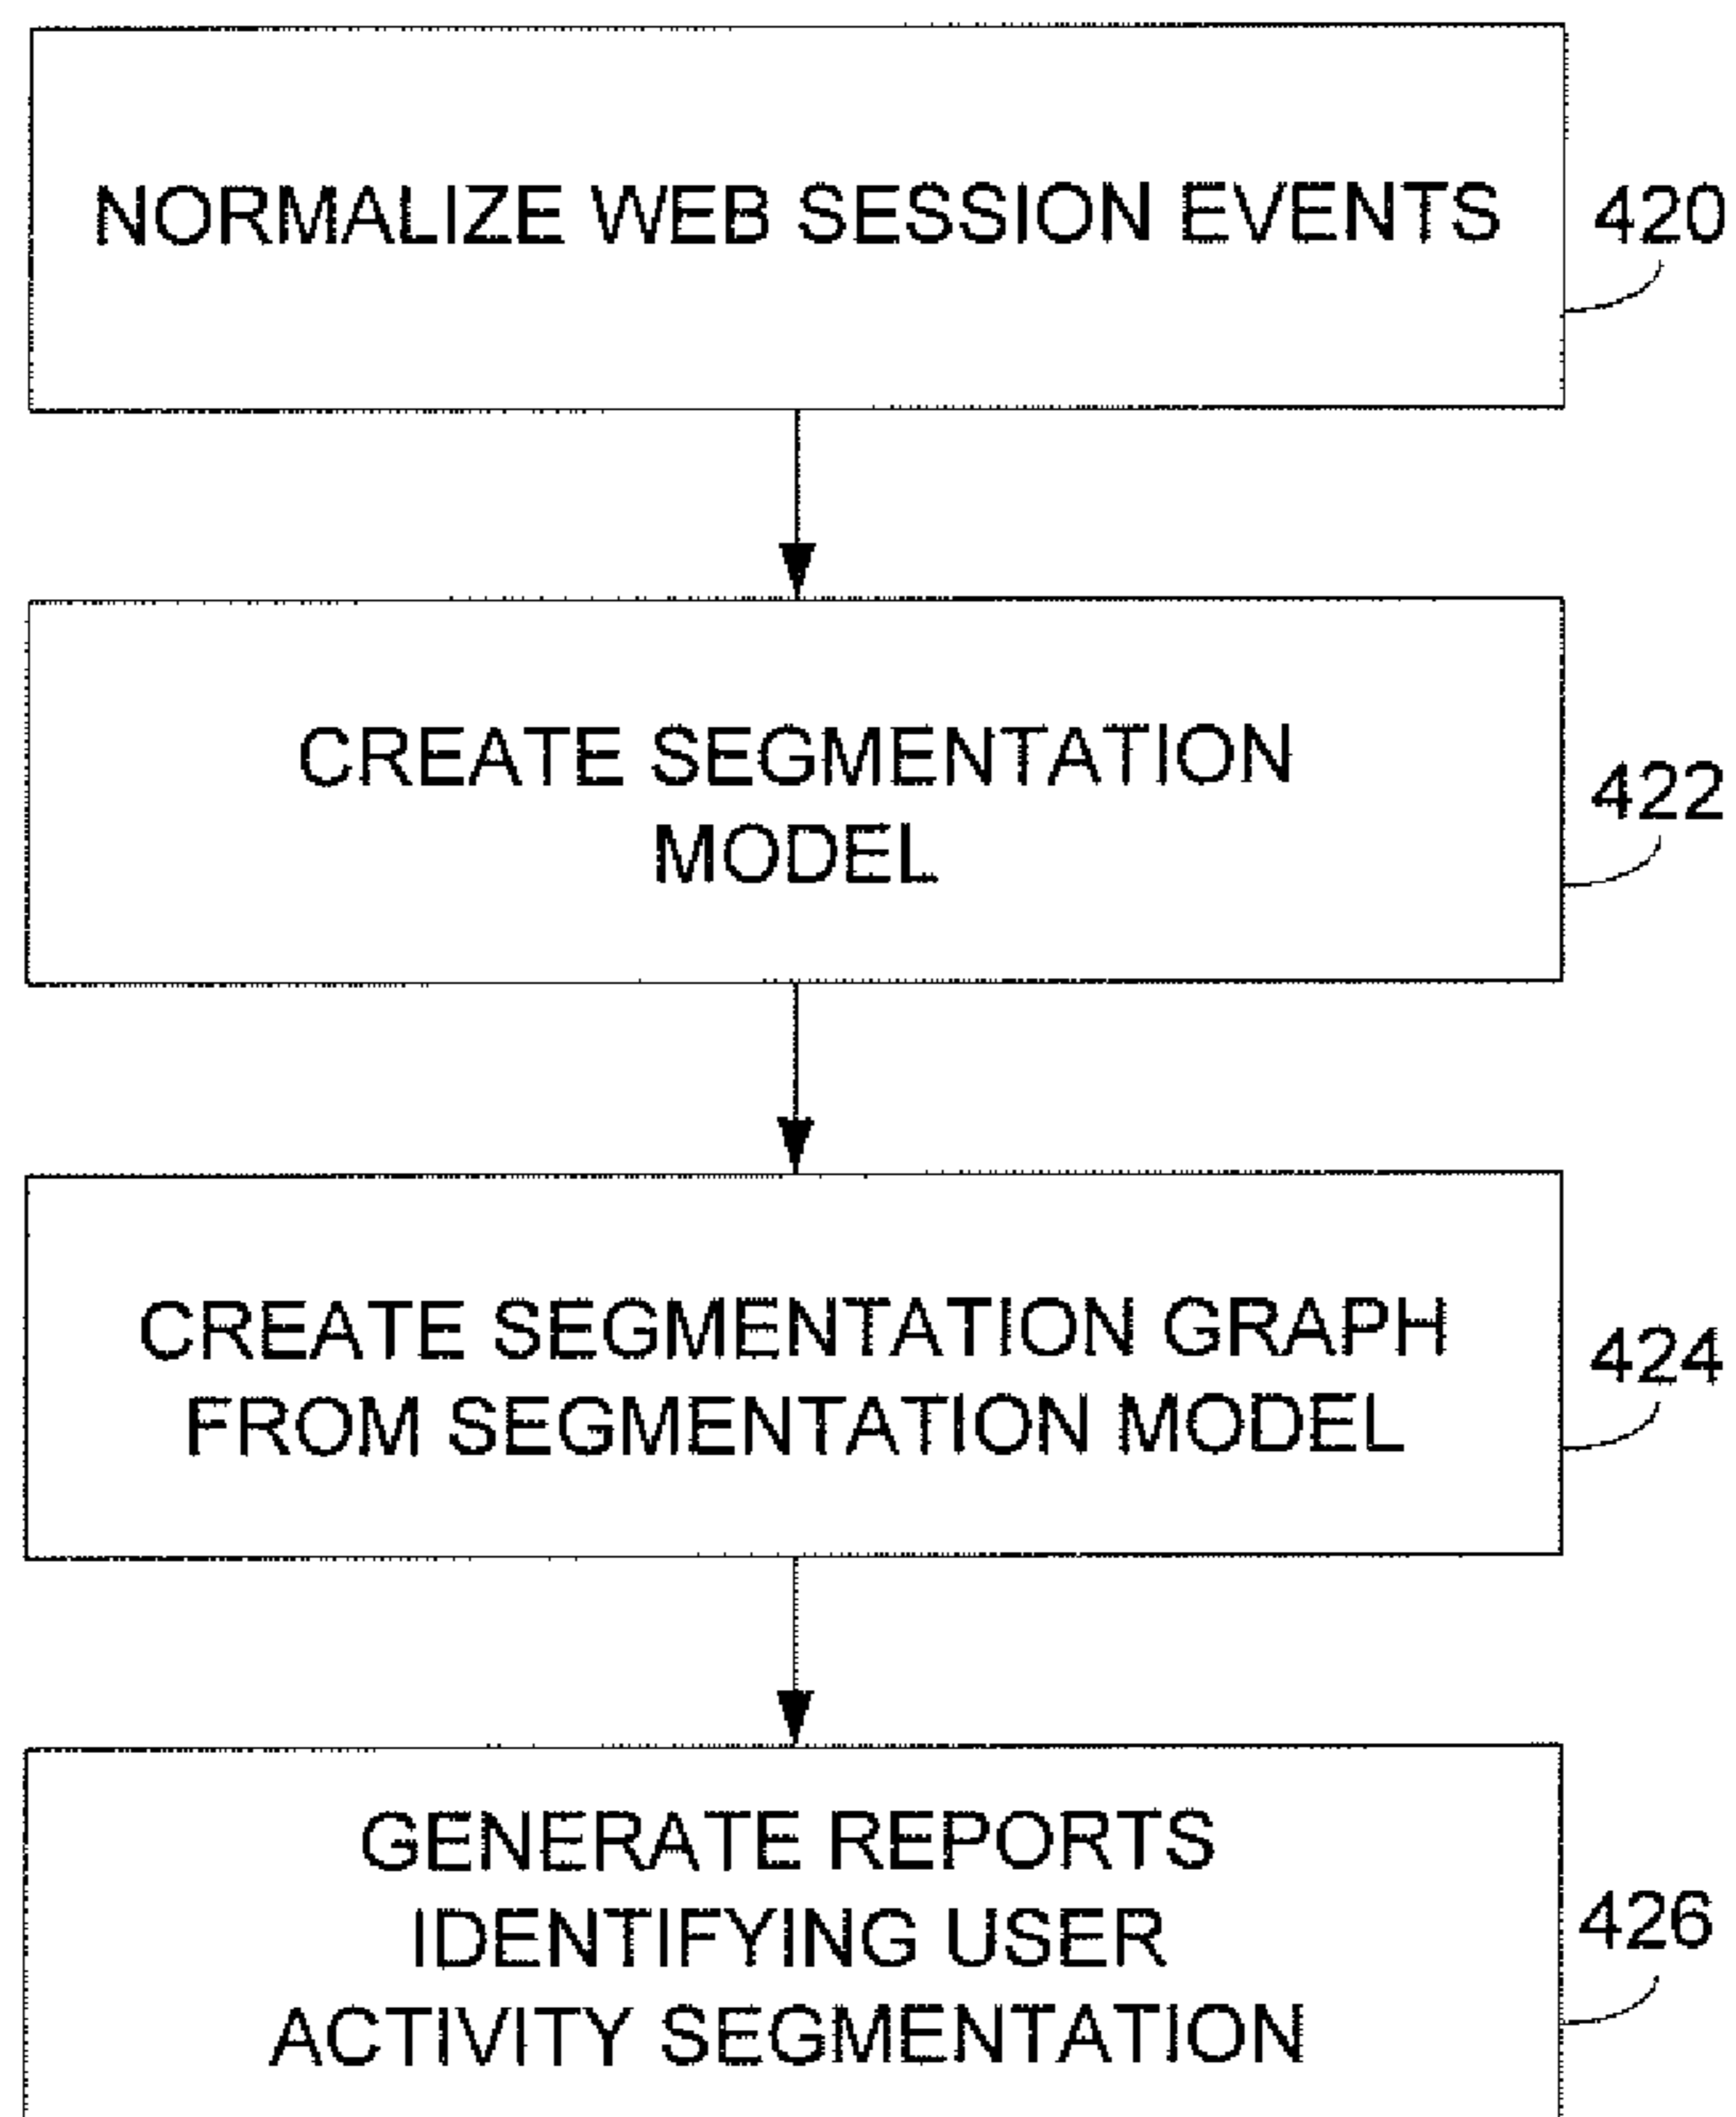 NORMALIZE WEB SESSION EVENTS
420
CREATE SEGMENTATION
MODEL
422
CREATE SEGMENTATION GRAPH
FROM SEGMENTATION MODEL
424
GENERATE REPORTS
IDENTIFYING USER
ACTIVITY SEGMENTATION
426